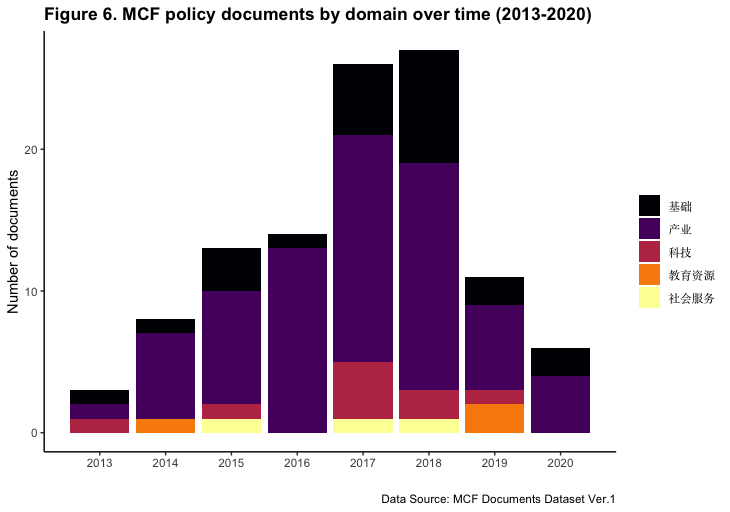 Figure 6. MCF policy documents by domain over time (2013-2020)
Number of documents
20
10
0
2013 2014 2015 2016 2017 2018 2019 2020
基础
产业
科技
教育资源
社会服务
Data Source: MCF Documents Dataset Ver.1